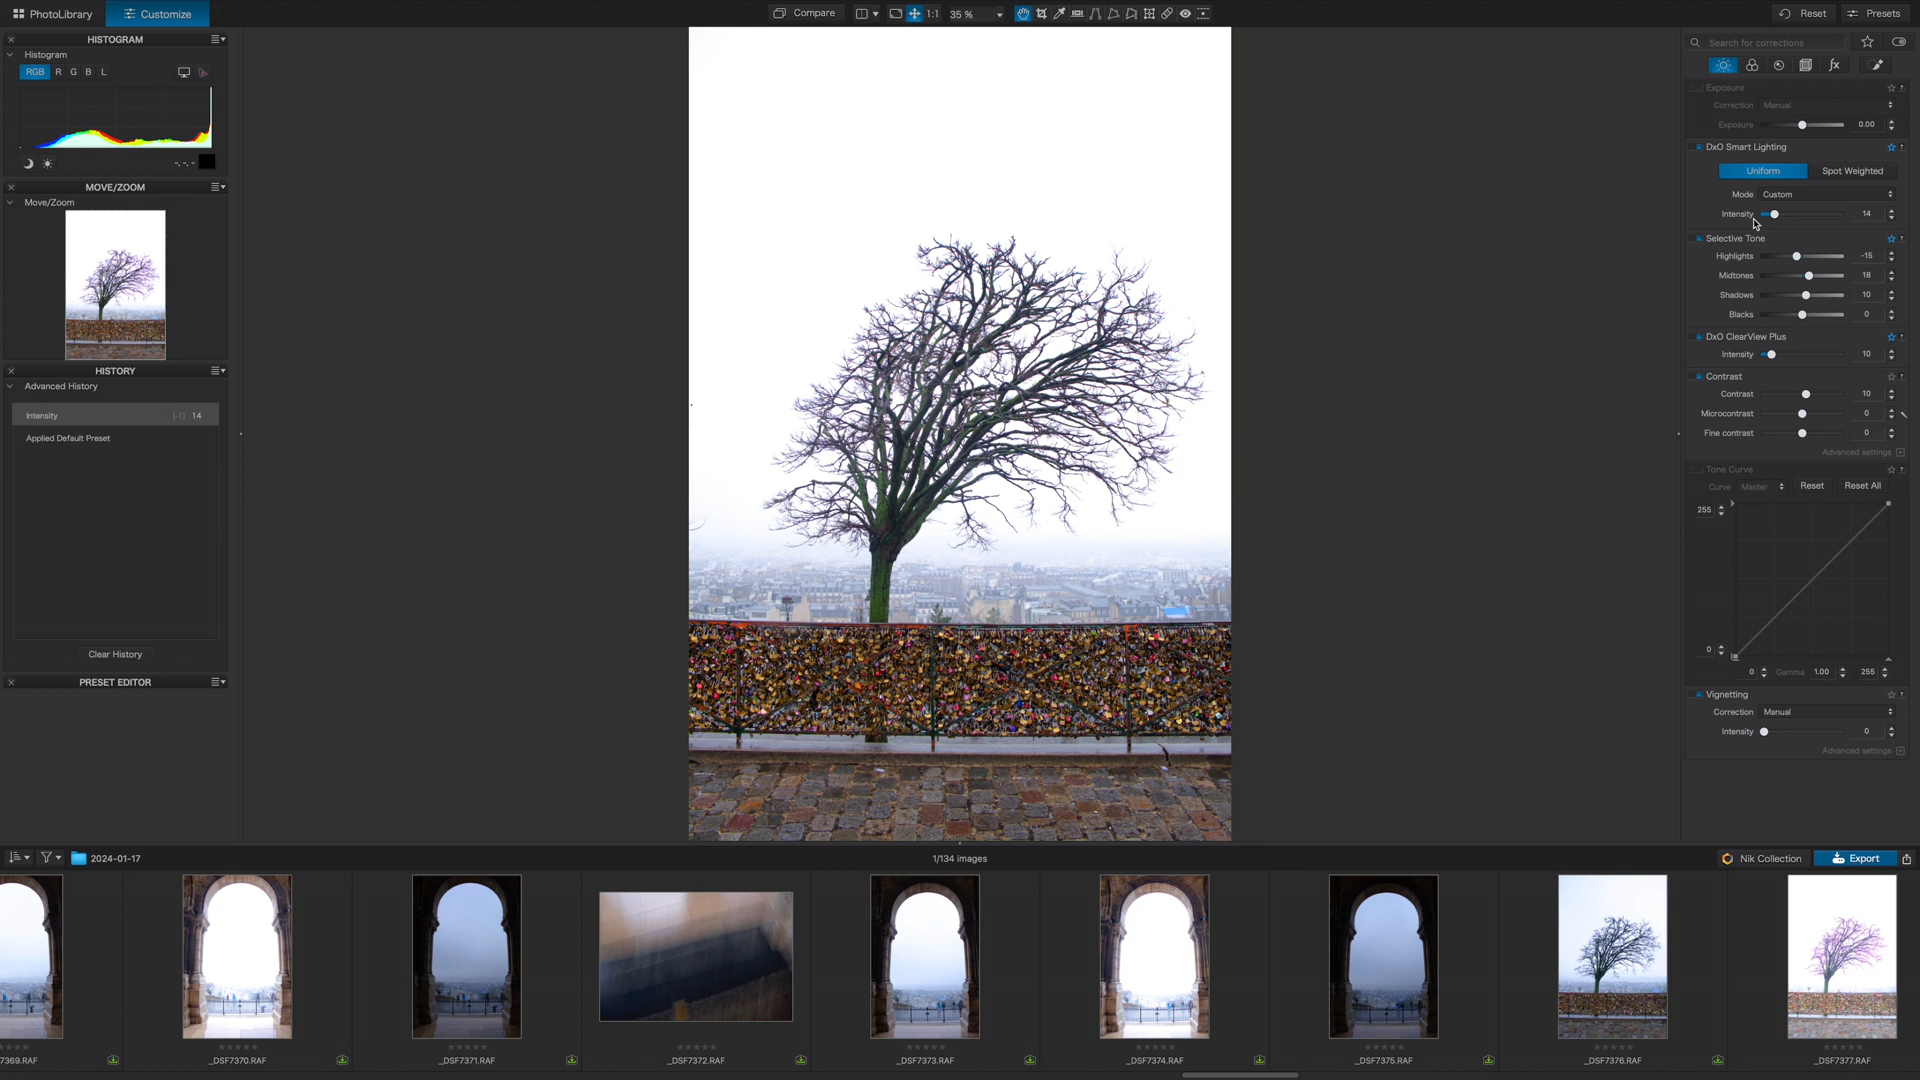 PhotoLibrary
Customize
Compare
1:1
35 %
Reset
Presets
HISTOGRAM
Histogram
RGB R G B L
-, -, -
MOVE/ZOOM
Move/Zoom
HISTORY
Advanced History
Intensity (-1) 14
Applied Default Preset
Clear History
PRESET EDITOR
Search for corrections
fx
Exposure ?
Correction Manual
Exposure 0.00
DxO Smart Lighting ?
Uniform Spot Weighted
Mode Custom
Intensity 14
Selective Tone ?
Highlights -15
Midtones 18
Shadows 10
Blacks 0
DxO ClearView Plus ?
Intensity 10
Contrast ?
Contrast 10
Microcontrast 0
Fine contrast 0
Advanced settings
Tone Curve ?
Curve Master Reset Reset All
255
0
0 Gamma 1.00 255
Vignetting ?
Correction Manual
Intensity 0
Advanced settings
2024-01-17
1/134 images
Nik Collection
Export
7369.RAF
_DSF7370.RAF
_DSF7371.RAF
_DSF7372.RAF
_DSF7373.RAF
_DSF7374.RAF
_DSF7375.RAF
_DSF7376.RAF
_DSF7377.RAF